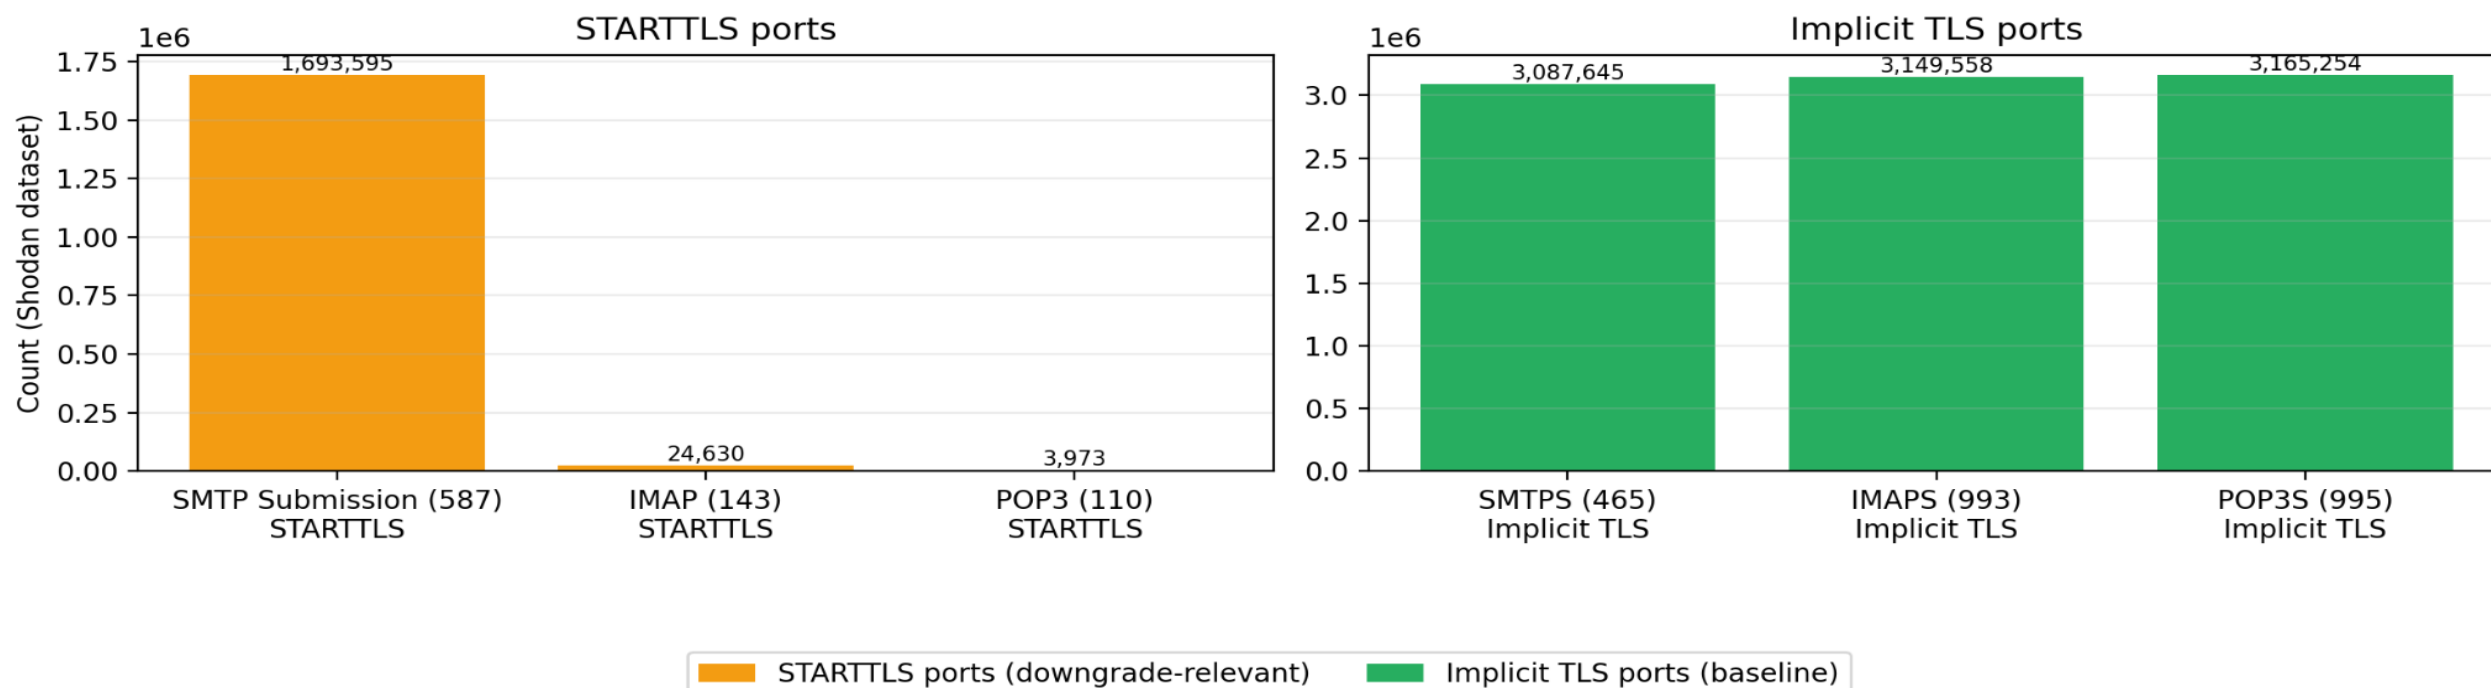 STARTTLS ports
1e6
1.75
1.50
1.25
1.00
0.75
0.50
0.25
0.00
Count (Shodan dataset)
1,693,595
24,630
3,973
SMTP Submission (587)
STARTTLS
IMAP (143)
STARTTLS
POP3 (110)
STARTTLS
Implicit TLS ports
1e6
3.0
2.5
2.0
1.5
1.0
0.5
0.0
3,087,645
3,149,558
3,165,254
SMTPS (465)
Implicit TLS
IMAPS (993)
Implicit TLS
POP3S (995)
Implicit TLS
STARTTLS ports (downgrade-relevant)
Implicit TLS ports (baseline)